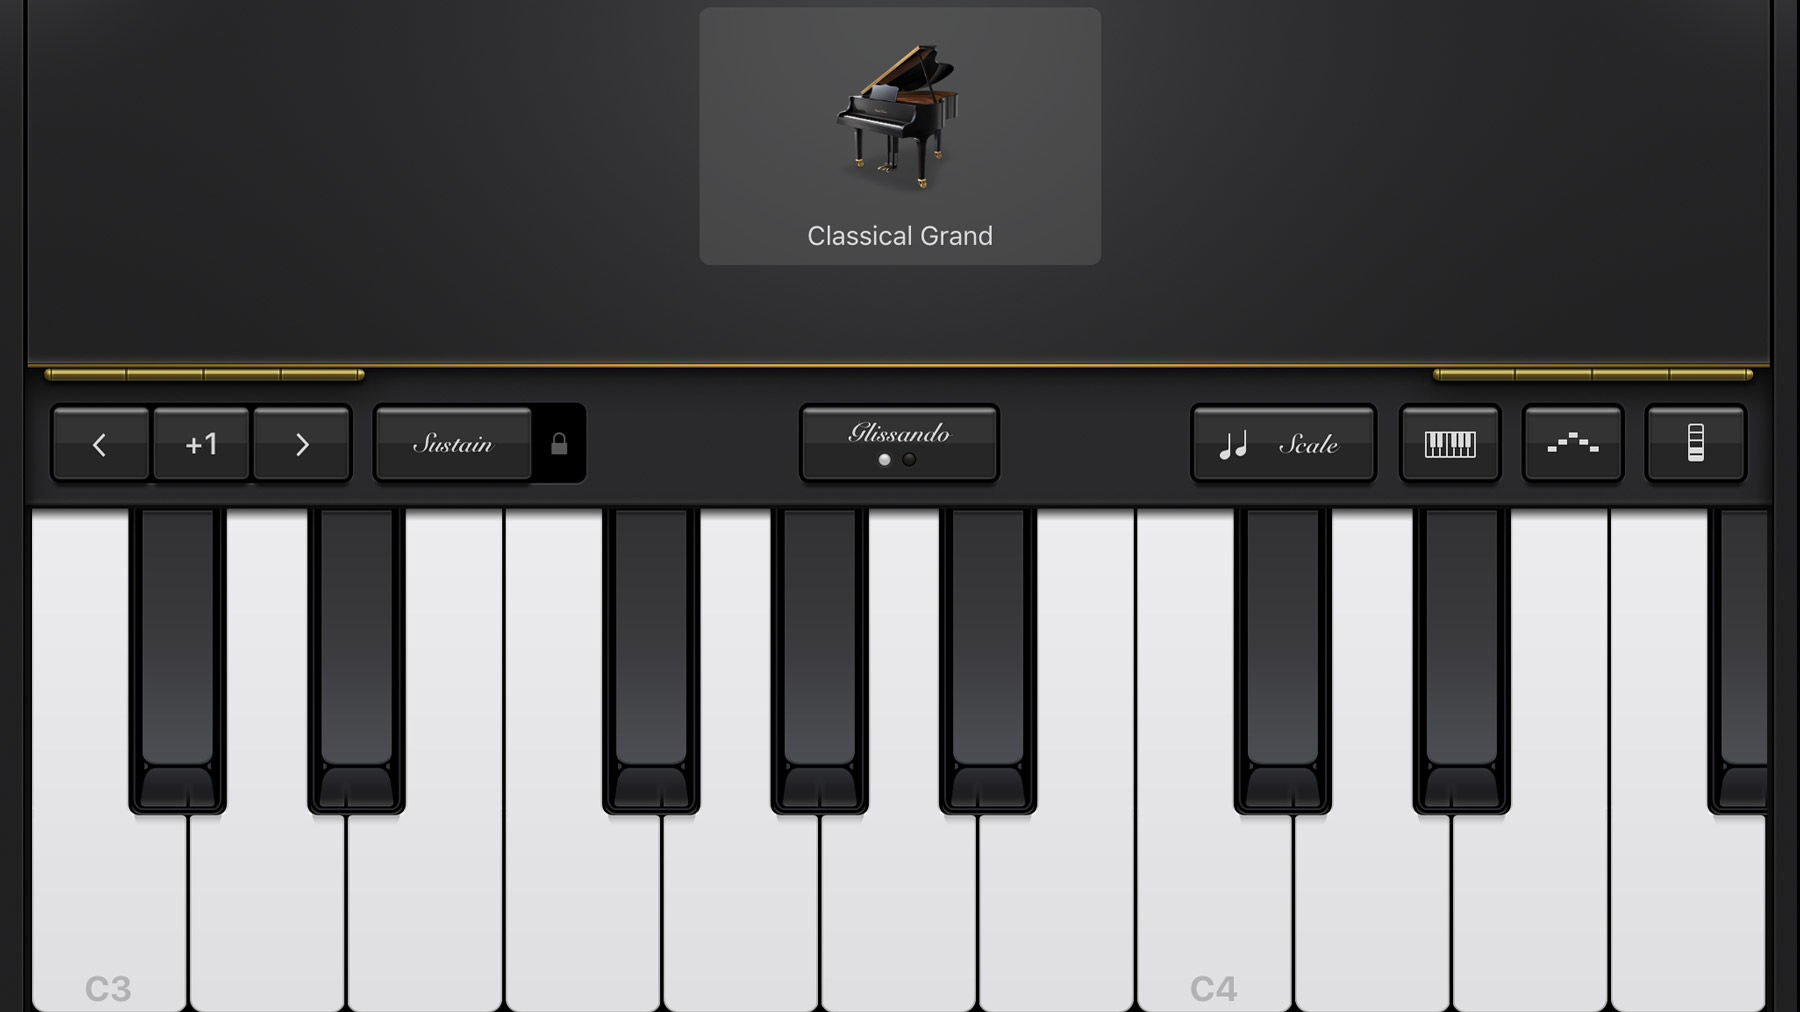 Classical Grand
+1
Sustain
Glissando
Scale
C3
C4